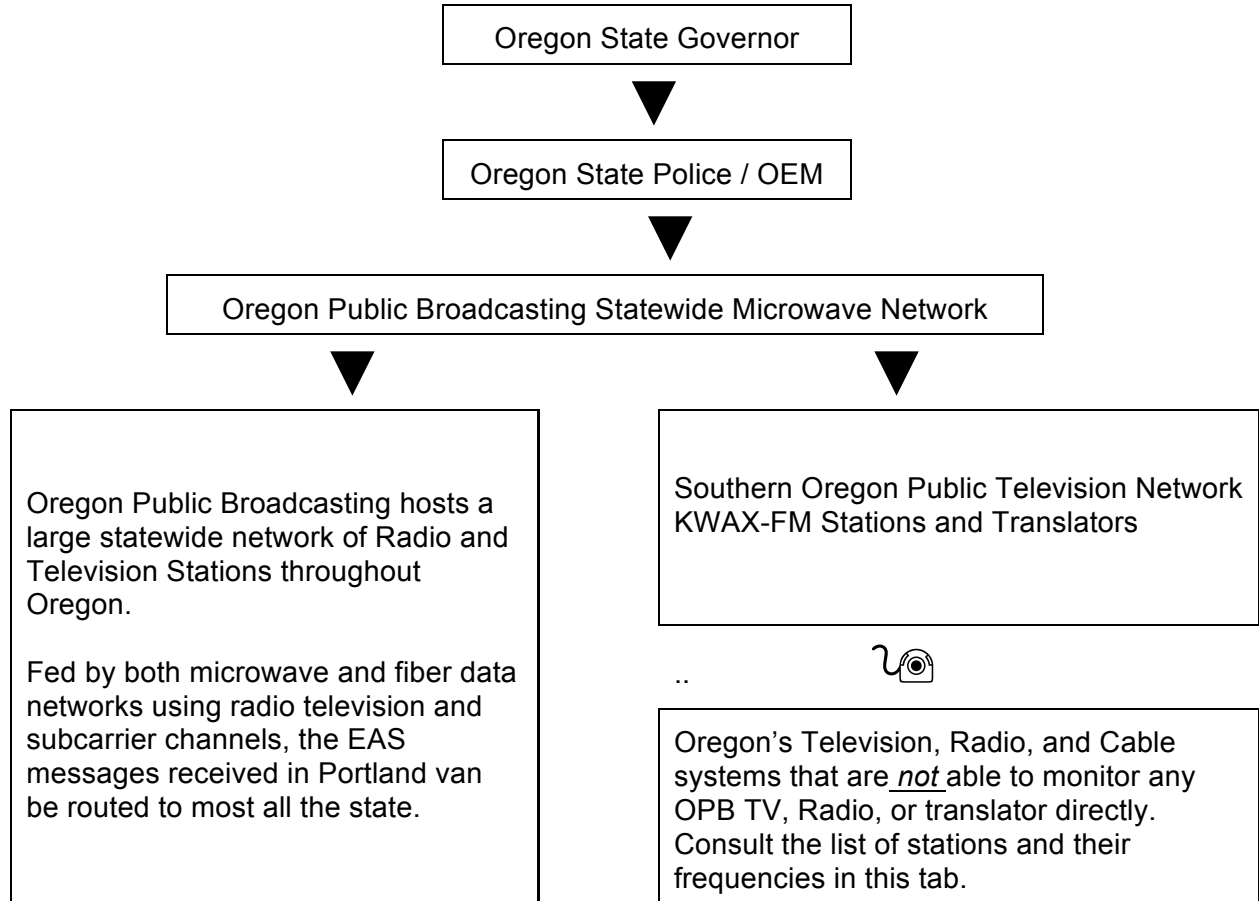 Oregon State Governor
Oregon State Police / OEM
Oregon Public Broadcasting Statewide Microwave Network
Oregon Public Broadcasting hosts a
large statewide network of Radio and
Television Stations throughout
Oregon.
Fed by both microwave and fiber data
networks using radio television and
subcarrier channels, the EAS
messages received in Portland van
be routed to most all the state.
Southern Oregon Public Television Network
KWAX-FM Stations and Translators
..
Oregon’s Television, Radio, and Cable
systems that are not able to monitor any
OPB TV, Radio, or translator directly.
Consult the list of stations and their
frequencies in this tab.